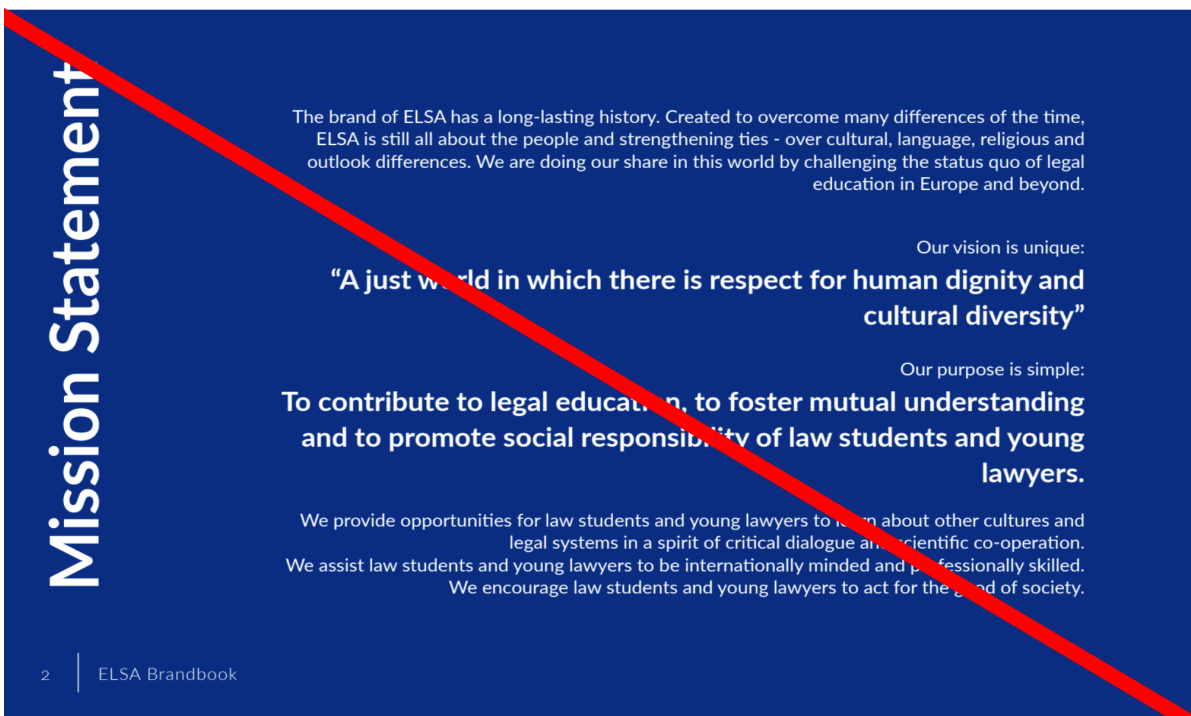 Mission Statement
The brand of ELSA has a long-lasting history. Created to overcome many differences of the time,
ELSA is still all about the people and strengthening ties - over cultural, language, religious and
outlook differences. We are doing our share in this world by challenging the status quo of legal
education in Europe and beyond.
Our vision is unique:
“A just world in which there is respect for human dignity and
cultural diversity”
Our purpose is simple:
To contribute to legal education, to foster mutual understanding
and to promote social responsibility of law students and young
lawyers.
We provide opportunities for law students and young lawyers to learn about other cultures and
legal systems in a spirit of critical dialogue and scientific co-operation.
We assist law students and young lawyers to be internationally minded and professionally skilled.
We encourage law students and young lawyers to act for the good of society.
2
ELSA Brandbook